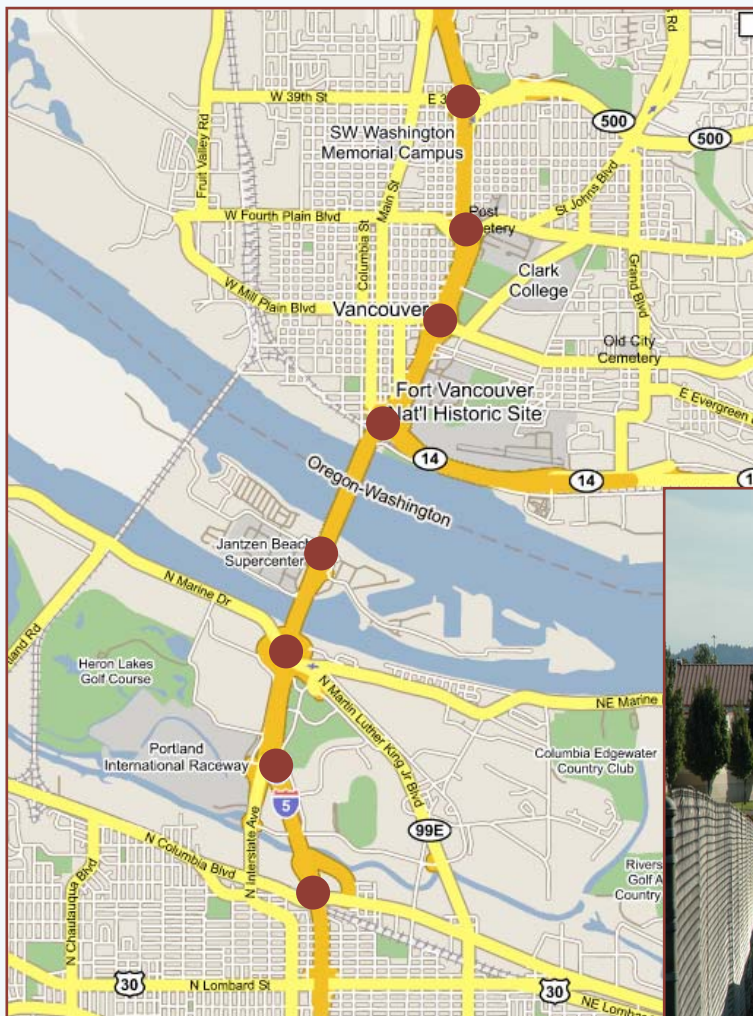 W 39th St
E 3
500
500
SW Washington
Memorial Campus
Fruit Valley Rd
Main St
St Johns Blvd
W Fourth Plain Blvd
Post
Columbia St
Clark
College
Grand Blvd
W Mill Plain Blvd
Vancouver
Old City
Cemetery
E Evergreen
Fort Vancouver
Nat'l Historic Site
14
14
Oregon-Washington
Jantzen Beach
Supercenter
N Marine Dr
Heron Lakes
Golf Course
NE Marine
N Martin Luther King Jr Blvd
Portland
International Raceway
Columbia Edgewater
Country Club
5
N Interstate Ave
99E
N Columbia Blvd
Golf
Country
N Chautauqua Blvd
30
N Lombard St
30